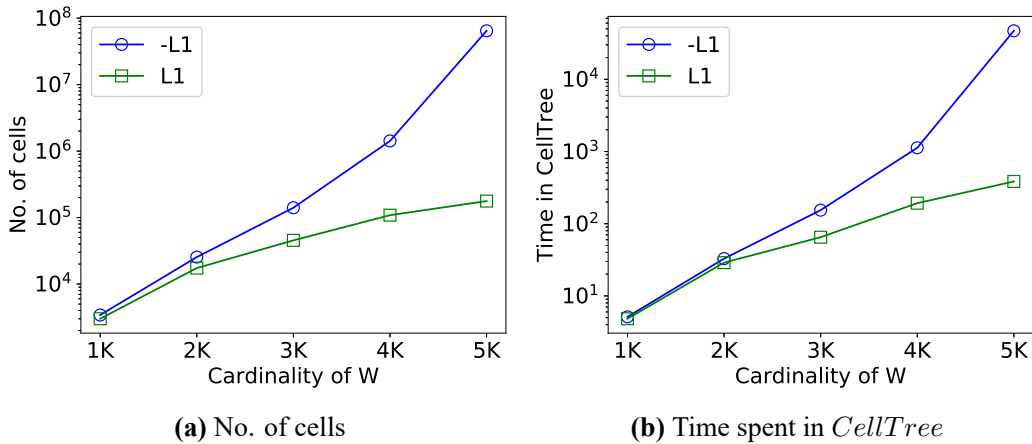 No. of cells
10^8
10^7
10^6
10^5
10^4
-L1
L1
1K 2K 3K 4K 5K
Cardinality of W
(a) No. of cells
Time in CellTree
10^4
10^3
10^2
10^1
-L1
L1
1K 2K 3K 4K 5K
Cardinality of W
(b) Time spent in CellTree